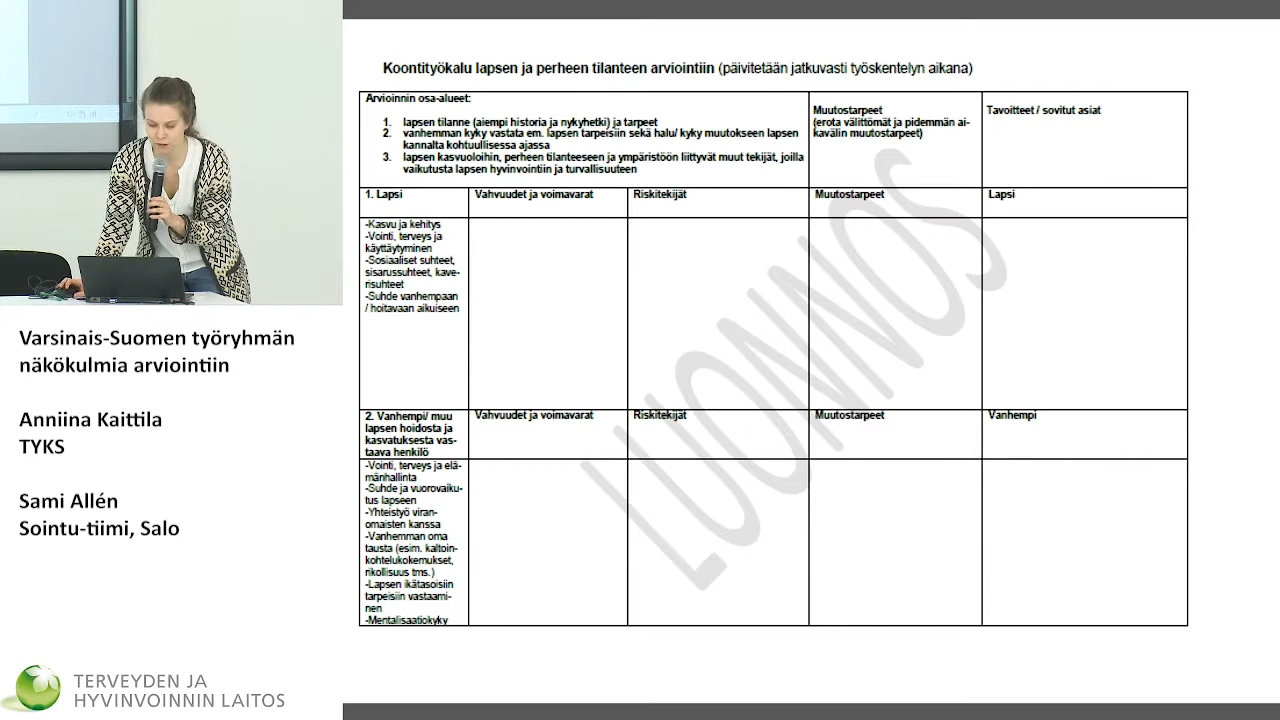 Koontityökalu lapsen ja perheen tilanteen arviointiin (päivitetään jatkuvasti työskentelyn aikana)
Arvioinnin osa-alueet:
1. lapsen tilanne (aiempi historia ja nykyhetki) ja tarpeet
2. vanhemman kyky vastata em. lapsen tarpeisiin sekä halu/ kyky muutokseen lapsen
kannalta kohtuullisessa ajassa
3. lapsen kasvuoloihin, perheen tilanteeseen ja ympäristöön liittyvät muut tekijät, joilla
vaikutusta lapsen hyvinvointiin ja turvallisuuteen
Muutostarpeet
(erota välittömät ja pidemmän ai-
kavälin muutostarpeet)
Tavoitteet / sovitut asiat
1. Lapsi
Vahvuudet ja voimavarat
Riskitekijät
Muutostarpeet
Lapsi
-Kasvu ja kehitys
-Vointi, terveys ja
käyttäytyminen
-Sosiaaliset suhteet,
sisarussuhteet, kave-
risuhteet
-Suhde vanhempaan
/ hoitavaan aikuiseen
2. Vanhempi/ muu
lapsen hoidosta ja
kasvatuksesta vas-
taava henkilö
Vahvuudet ja voimavarat
Riskitekijät
Muutostarpeet
Vanhempi
-Vointi, terveys ja elä-
mänhallinta
-Suhde ja vuorovaiku-
tus lapseen
-Yhteistyö viran-
omaisten kanssa
-Vanhemman oma
tausta (esim. kaltoin-
kohtelukokemukset,
rikollisuus tms.)
-Lapsen ikätasoisiin
tarpeisiin vastaami-
nen
-Mentalisaatiokyky
LUONNOS
Varsinais-Suomen työryhmän
näkökulmia arviointiin
Anniina Kaittila
TYKS
Sami Allén
Sointu-tiimi, Salo
TERVEYDEN JA
HYVINVOINNIN LAITOS